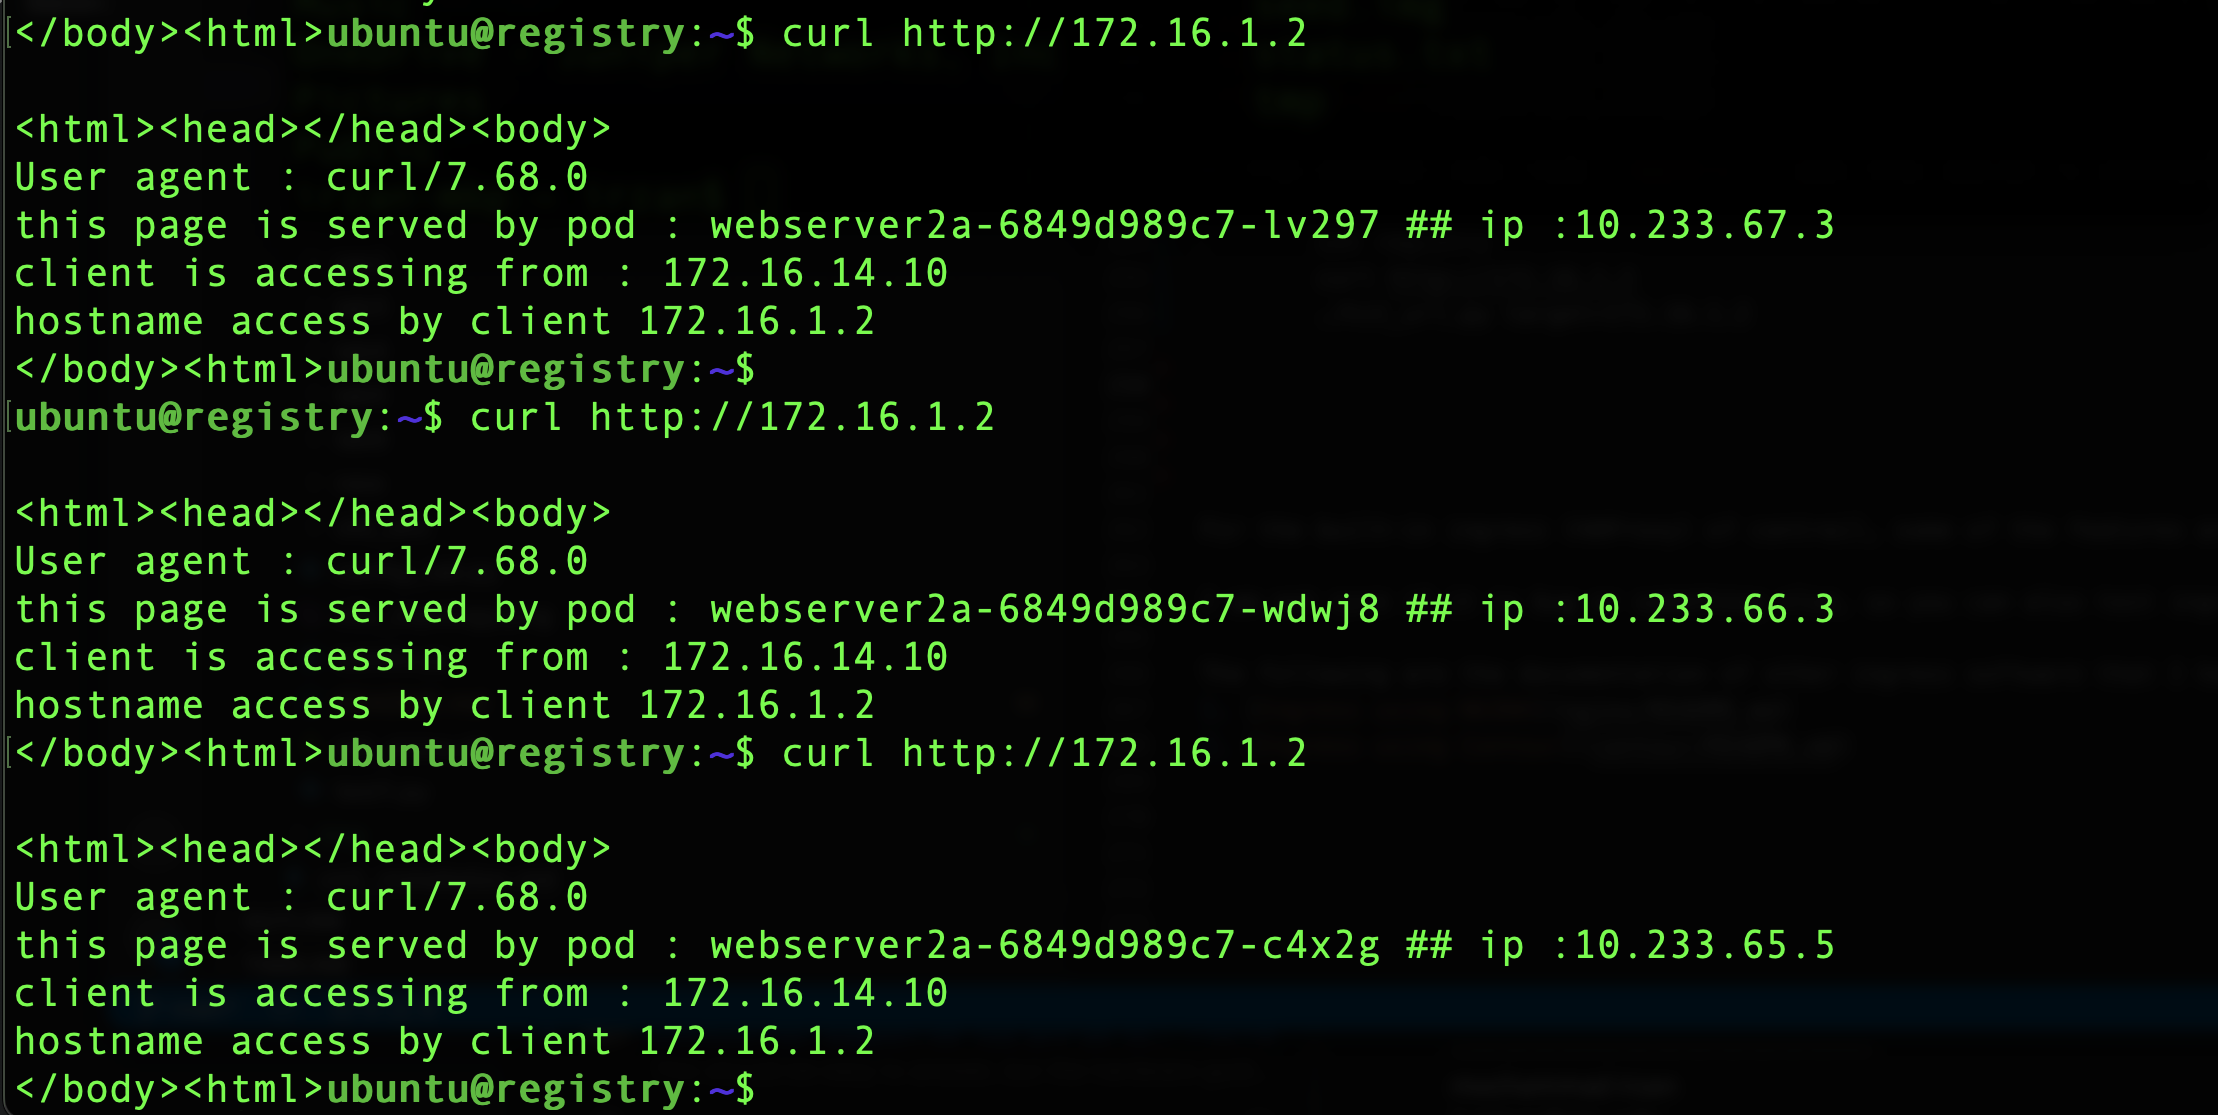 </body><html>ubuntu@registry:~$ curl http://172.16.1.2
<html><head></head><body>
User agent : curl/7.68.0
this page is served by pod : webserver2a-6849d989c7-lv297 ## ip :10.233.67.3
client is accessing from : 172.16.14.10
hostname access by client 172.16.1.2
</body><html>ubuntu@registry:~$
ubuntu@registry:~$ curl http://172.16.1.2
<html><head></head><body>
User agent : curl/7.68.0
this page is served by pod : webserver2a-6849d989c7-wdwj8 ## ip :10.233.66.3
client is accessing from : 172.16.14.10
hostname access by client 172.16.1.2
</body><html>ubuntu@registry:~$ curl http://172.16.1.2
<html><head></head><body>
User agent : curl/7.68.0
this page is served by pod : webserver2a-6849d989c7-c4x2g ## ip :10.233.65.5
client is accessing from : 172.16.14.10
hostname access by client 172.16.1.2
</body><html>ubuntu@registry:~$